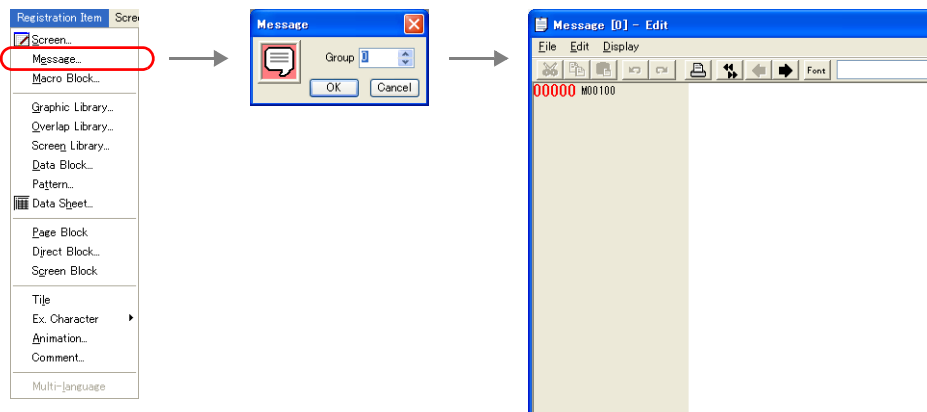 Registration Item Scre
Screen...
Message...
Macro Block...
Graphic Library...
Overlap Library...
Screen Library...
Data Block...
Pattern...
Data Sheet...
Page Block
Direct Block...
Screen Block
Tile
Ex. Character
Animation...
Comment...
Multi-language
Message
Group 0
OK Cancel
Message [0] - Edit
File Edit Display
Font
00000 M00100